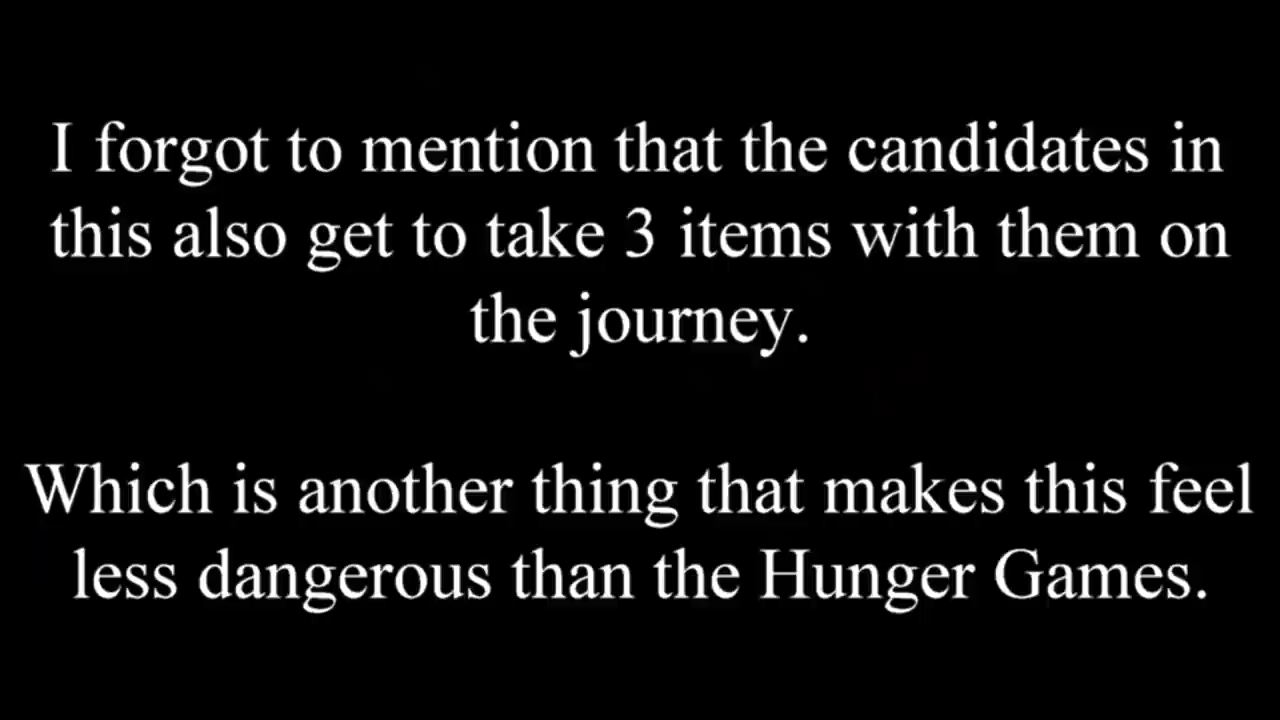 I forgot to mention that the candidates in
this also get to take 3 items with them on
the journey.
Which is another thing that makes this feel
less dangerous than the Hunger Games.